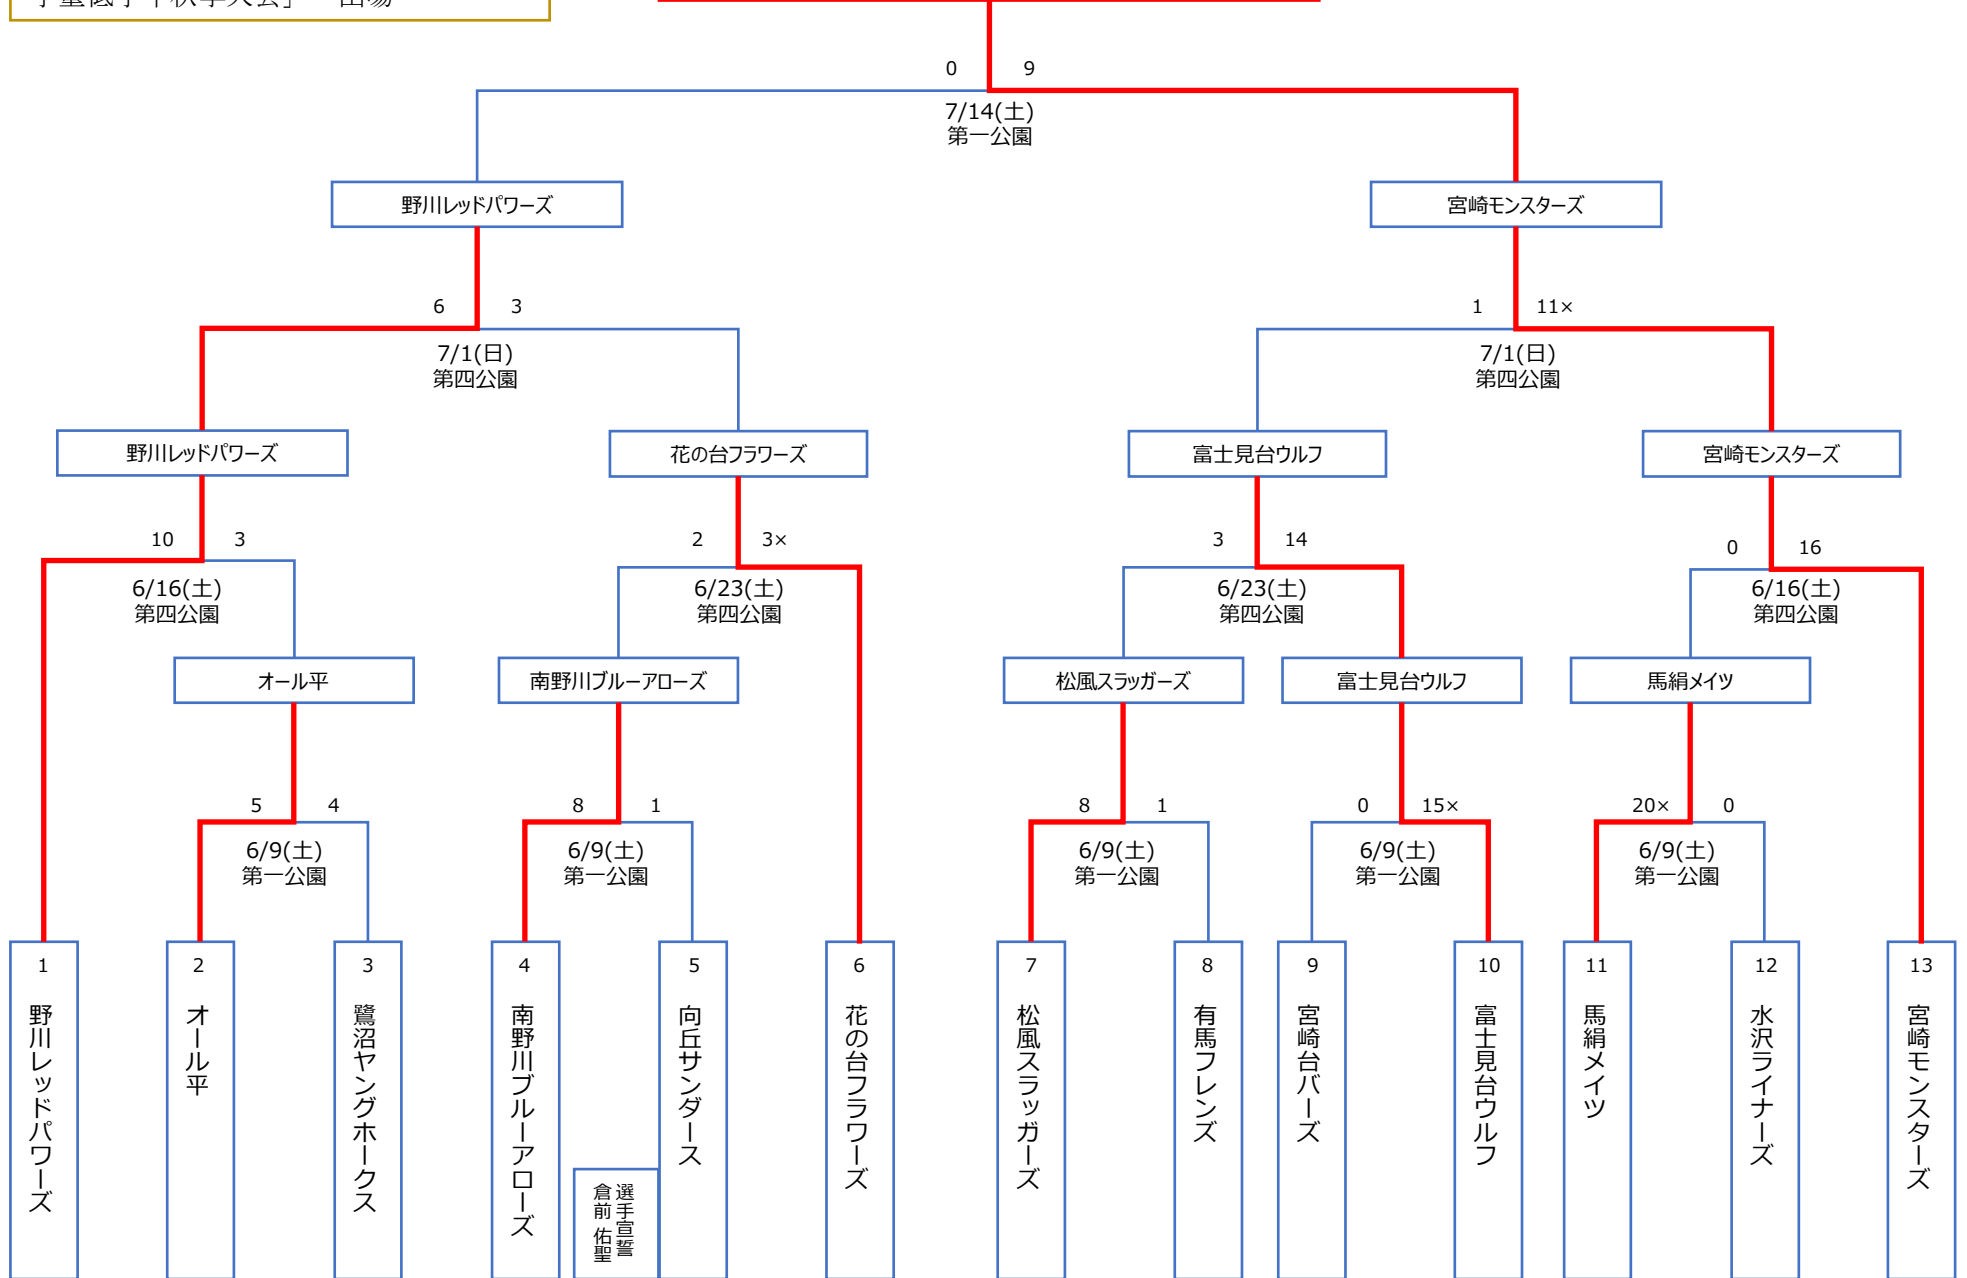 0 9
7/14(土)
第一公園
野川レッドパワーズ
宮崎モンスターズ
6 3
1 11×
7/1(日)
第四公園
7/1(日)
第四公園
野川レッドパワーズ
花の台フラワーズ
富士見台ウルフ
宮崎モンスターズ
10 3
2 3×
3 14
0 16
6/16(土)
第四公園
6/23(土)
第四公園
6/23(土)
第四公園
6/16(土)
第四公園
オール平
南野川ブルーアローズ
松風スラッガーズ
富士見台ウルフ
馬絹メイツ
5 4
8 1
8 1
0 15×
20× 0
6/9(土)
第一公園
6/9(土)
第一公園
6/9(土)
第一公園
6/9(土)
第一公園
6/9(土)
第一公園
1
野川レッドパワーズ
2
オール平
3
鷺沼ヤングホークス
4
南野川ブルーアローズ
選手宣誓
倉前 佑聖
5
向丘サンダース
6
花の台フラワーズ
7
松風スラッガーズ
8
有馬フレンズ
9
宮崎台バーズ
10
富士見台ウルフ
11
馬絹メイツ
12
水沢ライナーズ
13
宮崎モンスターズ